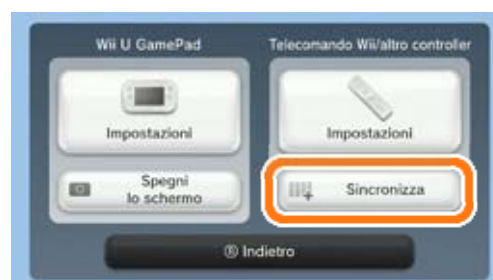 Wii U GamePad
Telecomando Wii/altro controller
Impostazioni
Impostazioni
Spegni
lo schermo
Sincronizza
Ⓑ Indietro